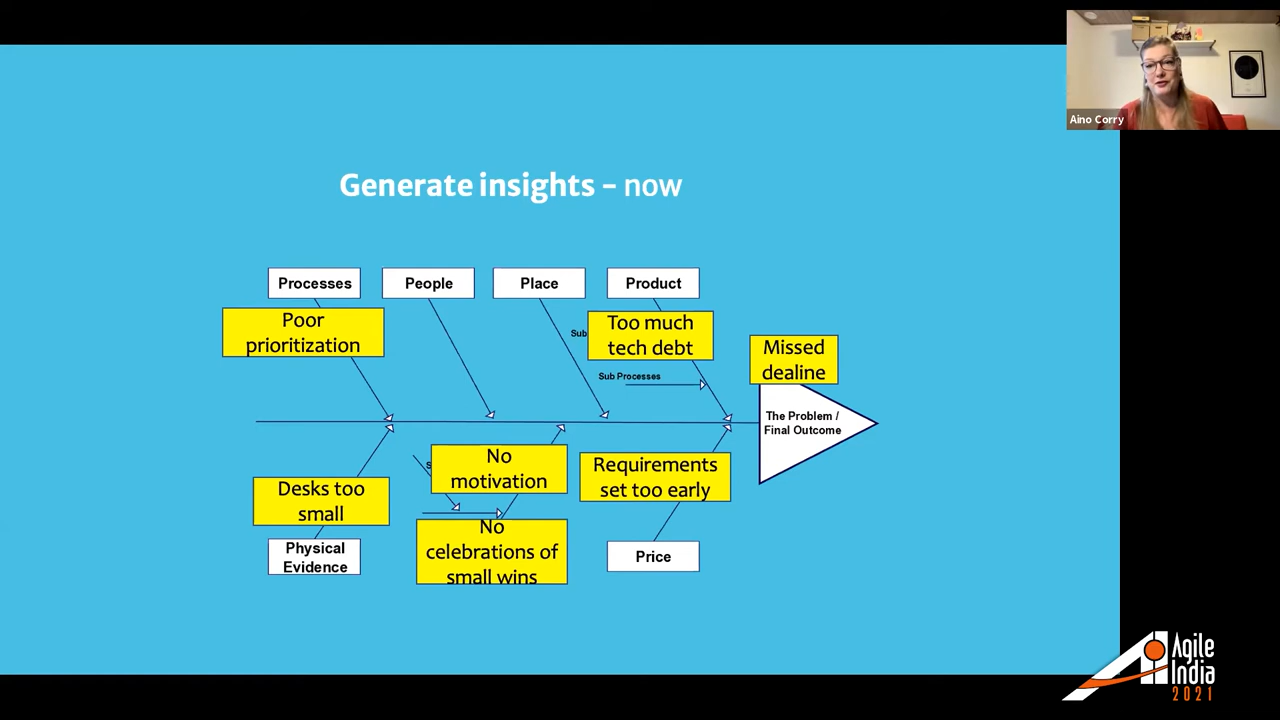 Aino Corry
Generate insights - now
Processes
People
Place
Product
Poor
prioritization
Sub
Too much
tech debt
Sub Processes
Missed
dealine
The Problem /
Final Outcome
No
motivation
Requirements
set too early
Desks too
small
No
celebrations of
small wins
Physical
Evidence
Price
Agile
India
2021